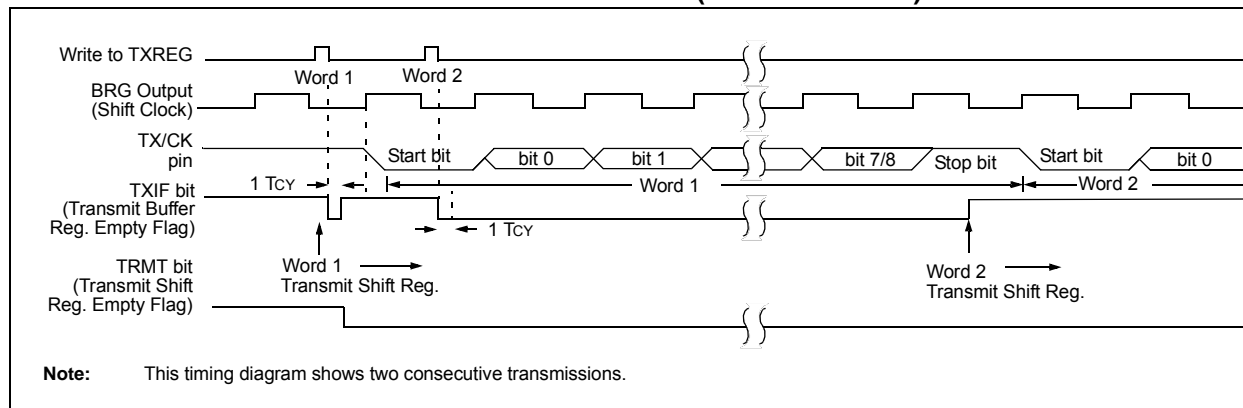 Write to TXREG
Word 1 Word 2
BRG Output
(Shift Clock)
TX/CK
pin
Start bit bit 0 bit 1 bit 7/8 Stop bit Start bit bit 0
1 TCY Word 1 Word 2
TXIF bit
(Transmit Buffer
Reg. Empty Flag)
1 TCY
Word 1
Transmit Shift Reg.
Word 2
Transmit Shift Reg.
TRMT bit
(Transmit Shift
Reg. Empty Flag)
Note: This timing diagram shows two consecutive transmissions.